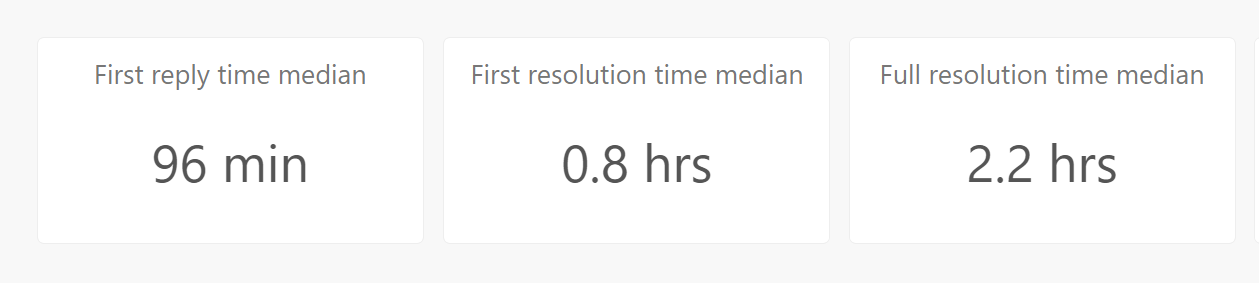 First reply time median
First resolution time median
Full resolution time median
96 min
0.8 hrs
2.2 hrs